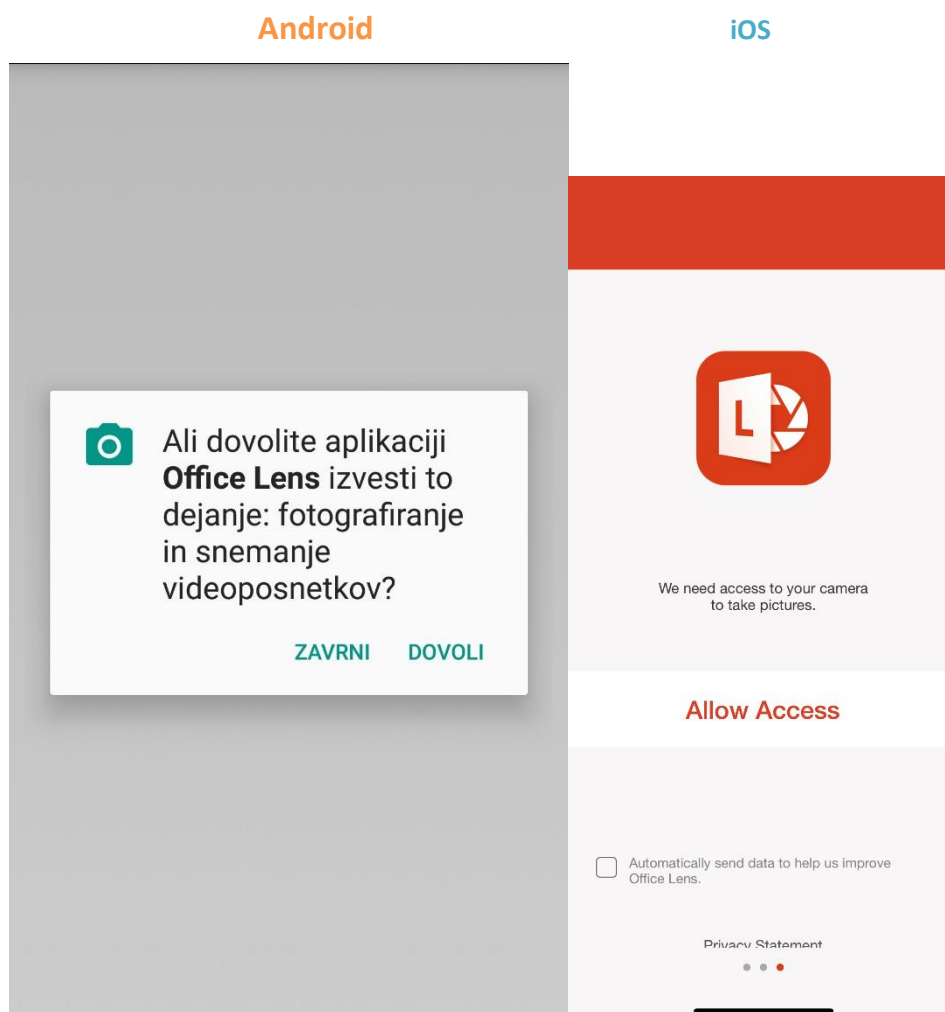 Android
iOS
Ali dovolite aplikaciji
Office Lens izvesti to
dejanje: fotografiranje
in snemanje
videoposnetkov?
ZAVRNI DOVOLI
L
We need access to your camera
to take pictures.
Allow Access
Automatically send data to help us improve
Office Lens.
Privacy Statement